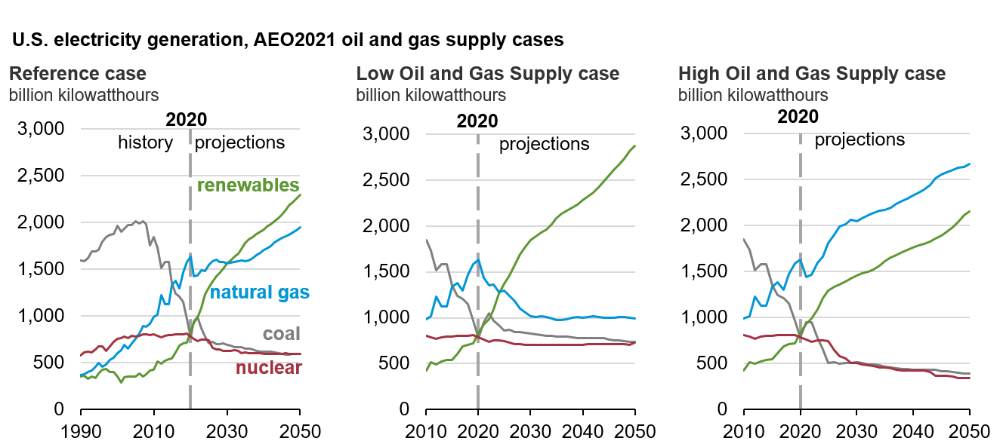 U.S. electricity generation, AEO2021 oil and gas supply cases
Reference case
billion kilowatthours
2020
history
projections
3,000
2,500
2,000
1,500
1,000
500
0
renewables
natural gas
coal
nuclear
1990
2010
2030
2050
Low Oil and Gas Supply case
billion kilowatthours
2020
projections
3,000
2,500
2,000
1,500
1,000
500
0
2010
2020
2030
2040
2050
High Oil and Gas Supply case
billion kilowatthours
2020
projections
3,000
2,500
2,000
1,500
1,000
500
0
2010
2020
2030
2040
2050